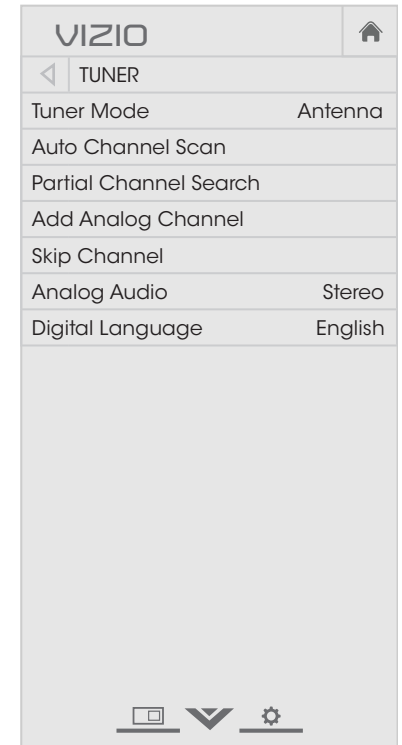 VIZIO
TUNER
Tuner Mode Antenna
Auto Channel Scan
Partial Channel Search
Add Analog Channel
Skip Channel
Analog Audio Stereo
Digital Language English